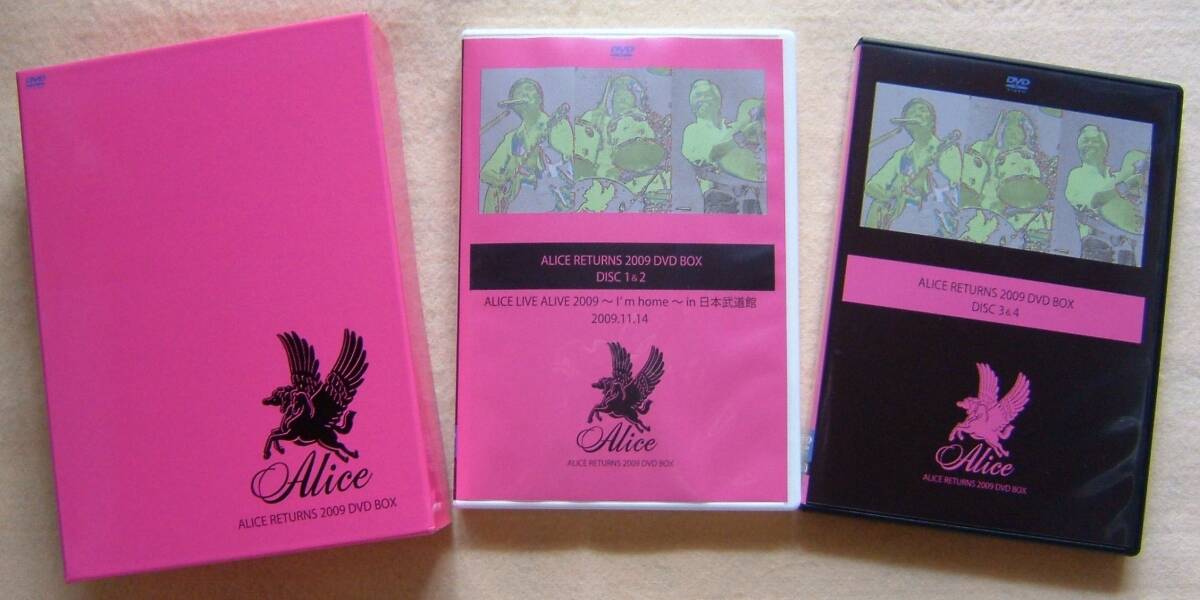 DVD
Alice
ALICE RETURNS 2009 DVD BOX
DVD
ALICE RETURNS 2009 DVD BOX
DISC 1&2
ALICE LIVE ALIVE 2009 ～ I'm home ～ in 日本武道館
2009.11.14
Alice
ALICE RETURNS 2009 DVD BOX
DVD
ALICE RETURNS 2009 DVD BOX
DISC 3&4
Alice
ALICE RETURNS 2009 DVD BOX